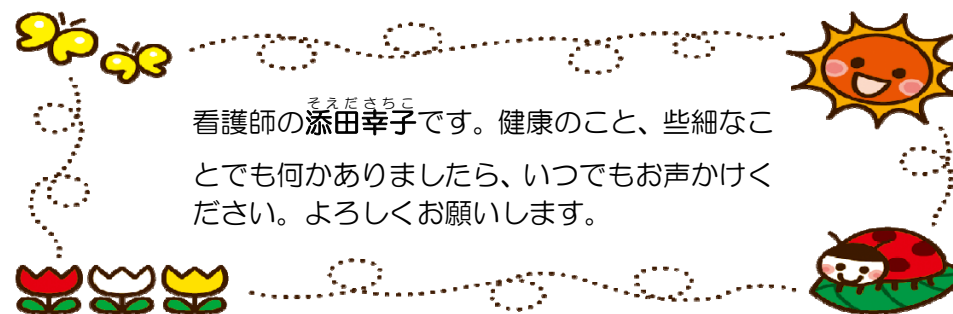 そえださちこ
看護師の添田幸子です。健康のこと、些細なこ
とでも何かありましたら、いつでもお声かけく
ださい。よろしくお願いします。